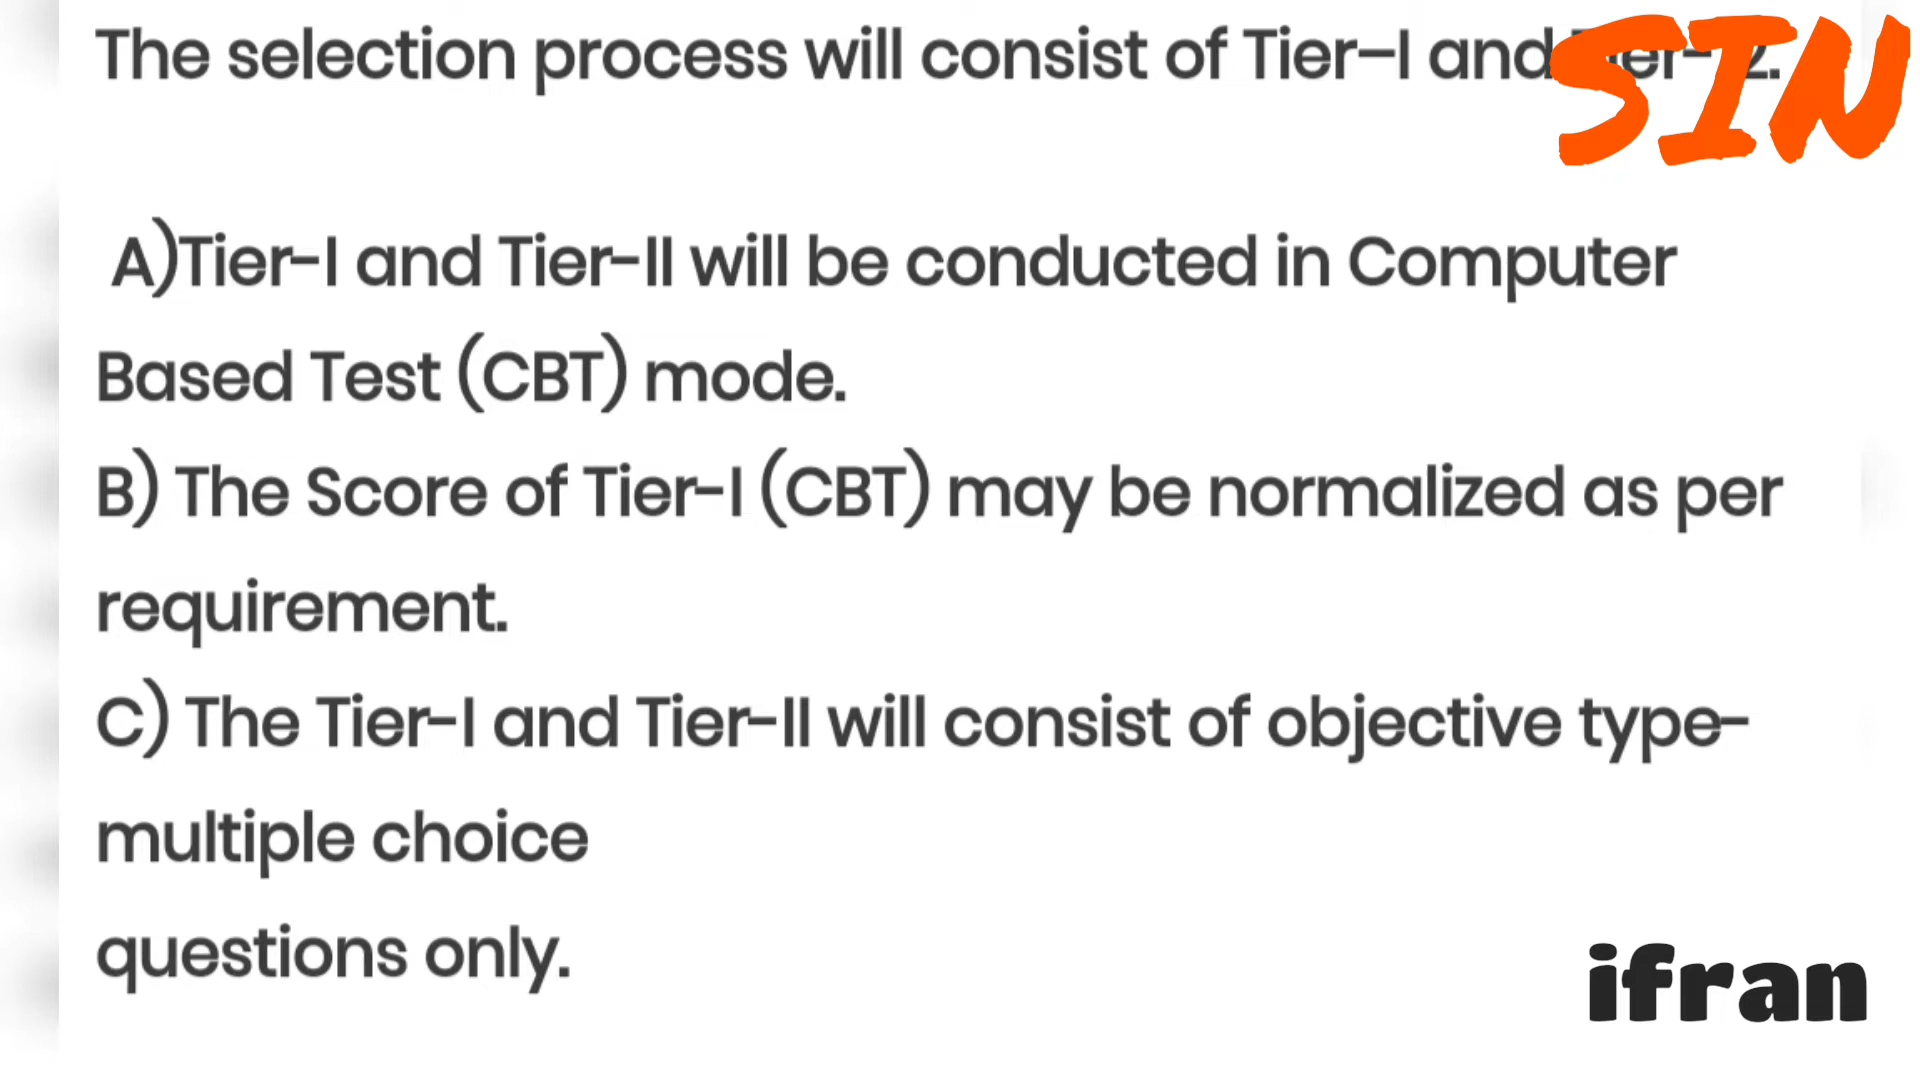 The selection process will consist of Tier–I and Tier– 2.
SIN
A)Tier-I and Tier-II will be conducted in Computer
Based Test (CBT) mode.
B) The Score of Tier-I (CBT) may be normalized as per
requirement.
C) The Tier-I and Tier-II will consist of objective type-
multiple choice
questions only.
ifran